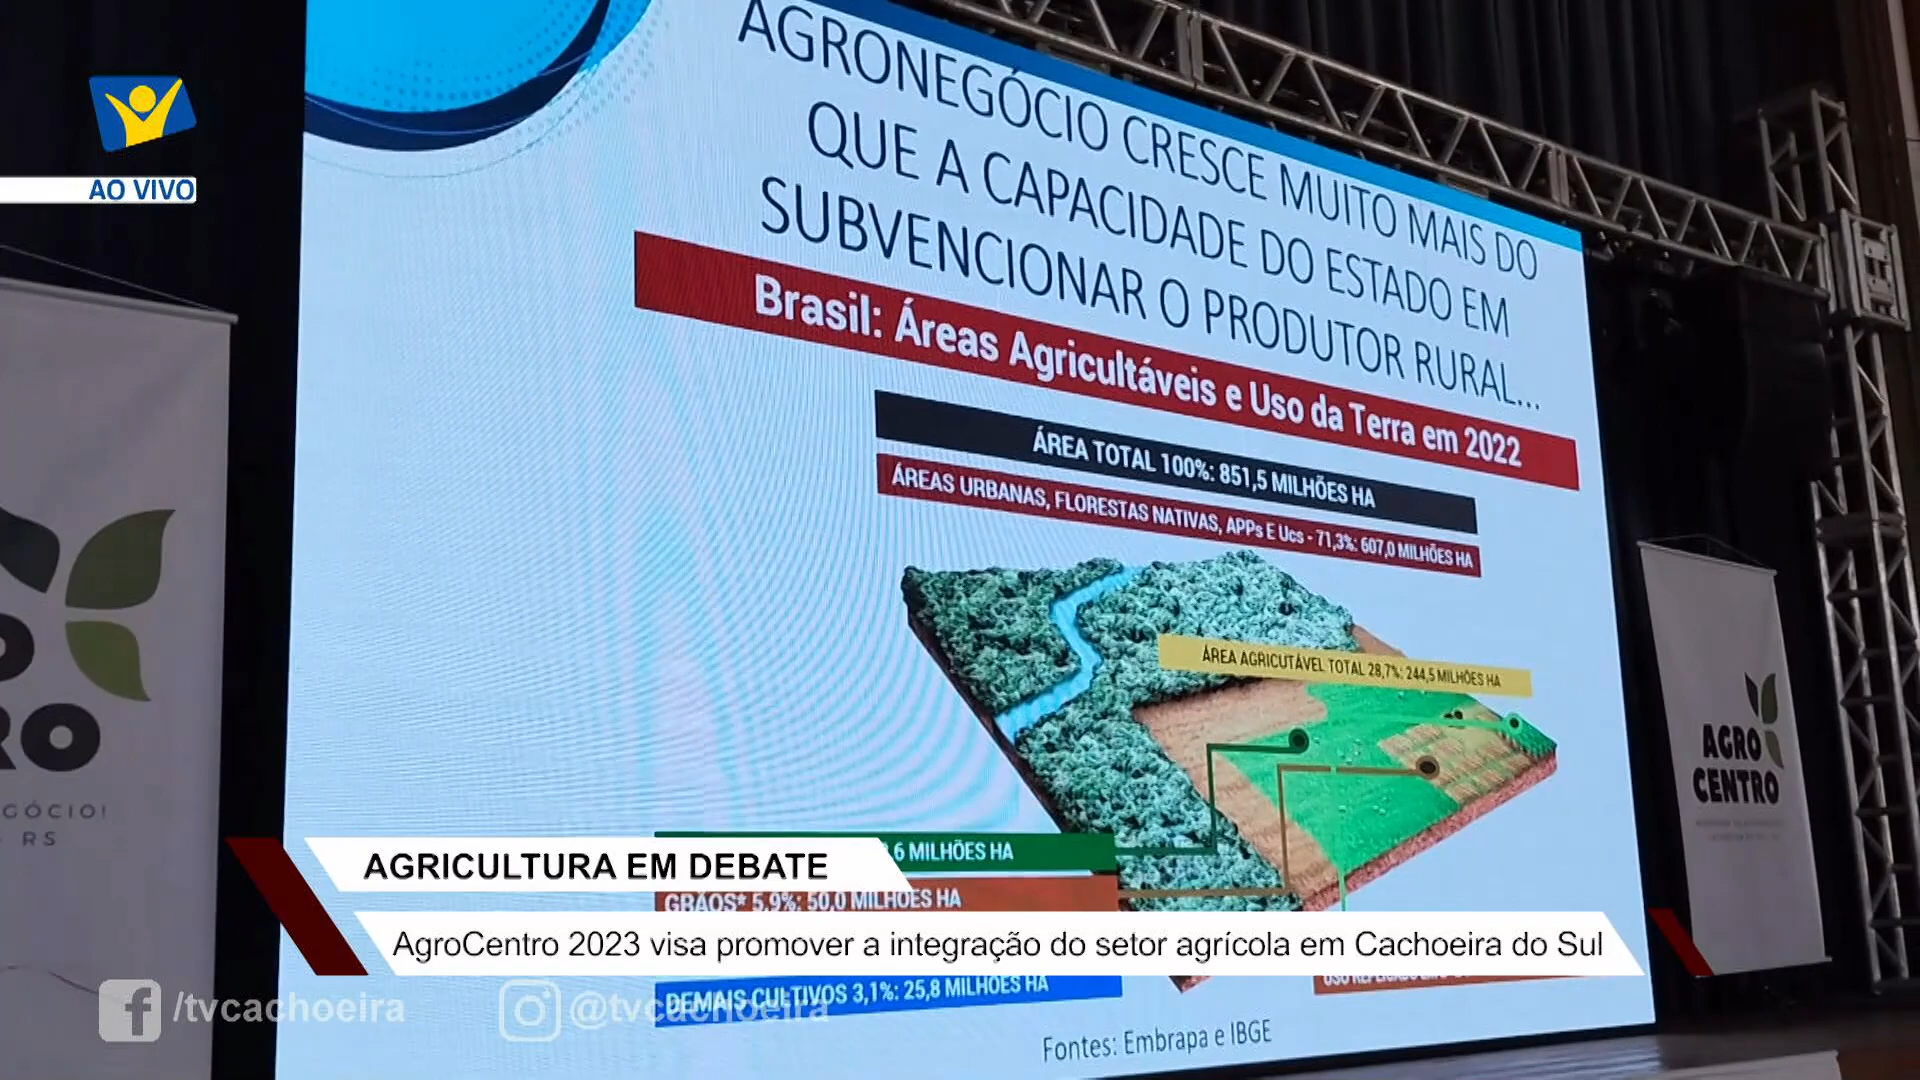 AO VIVO
AGRONEGÓCIO CRESCE MUITO MAIS DO
QUE A CAPACIDADE DO ESTADO EM
SUBVENCIONAR O PRODUTOR RURAL...
Brasil: Áreas Agricultáveis e Uso da Terra em 2022
ÁREA TOTAL 100%: 851,5 MILHÕES HA
ÁREAS URBANAS, FLORESTAS NATIVAS, APPs E Ucs - 71,3%: 607,0 MILHÕES HA
ÁREA AGRICUTÁVEL TOTAL 28,7%: 244,5 MILHÕES HA
RO
GÓCIO!
RS
AGRO
CENTRO
6 MILHÕES HA
AGRICULTURA EM DEBATE
GRÃOS* 5,9%: 50,0 MILHÕES HA
AgroCentro 2023 visa promover a integração do setor agrícola em Cachoeira do Sul
DEMAIS CULTIVOS 3,1%: 25,8 MILHÕES HA
/tvcachoeira
@tvcachoeira
Fontes: Embrapa e IBGE